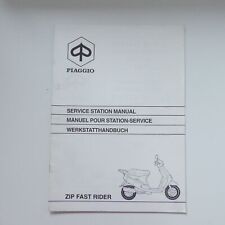 PIAGGIO
SERVICE STATION MANUAL
MANUEL POUR STATION-SERVICE
WERKSTATTHANDBUCH
ZIP FAST RIDER